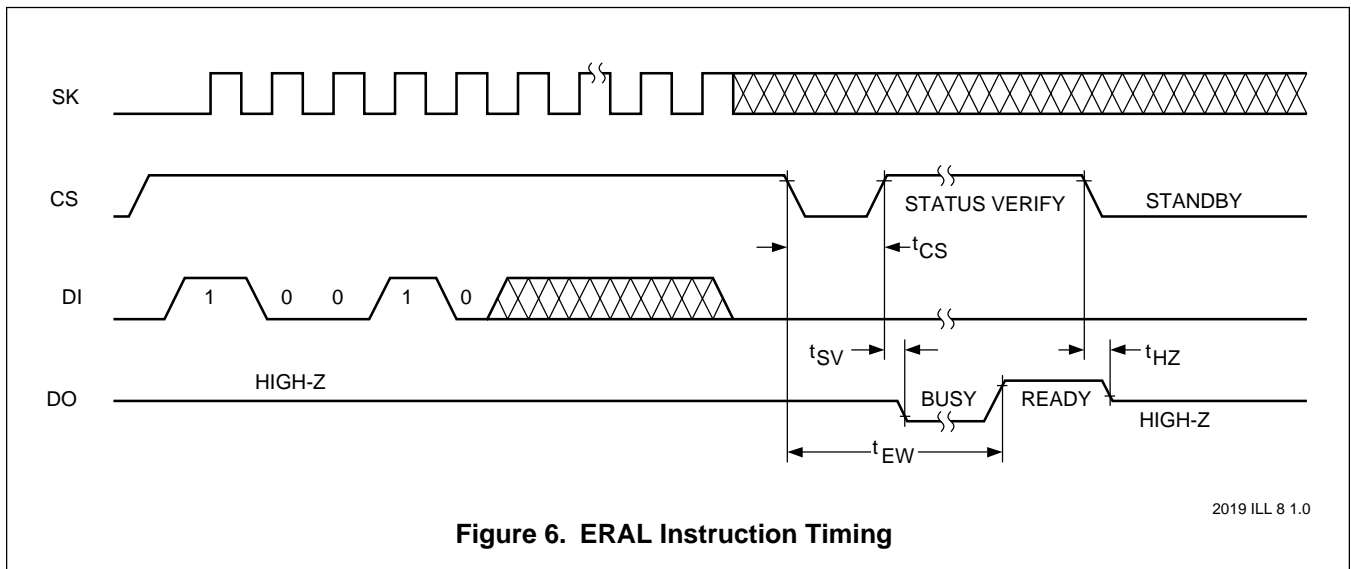 SK
CS
STATUS VERIFY
STANDBY
tCS
DI
1 0 0 1 0
tSV
tHZ
HIGH-Z
DO
BUSY
READY
HIGH-Z
tEW
2019 ILL 8 1.0
Figure 6. ERAL Instruction Timing